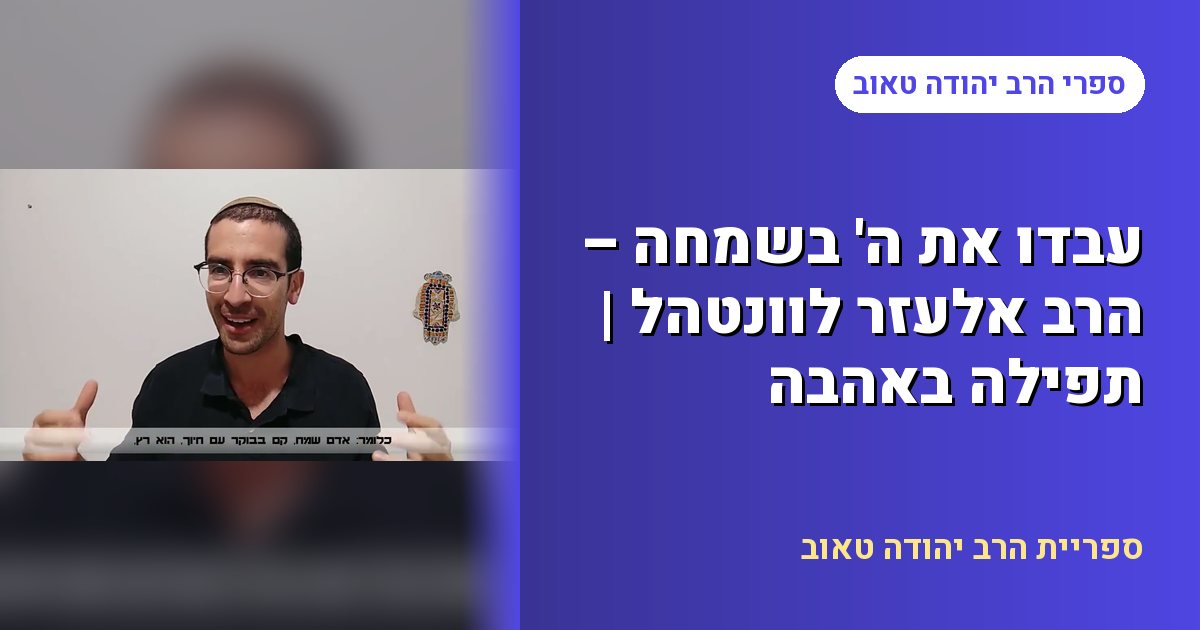 ספרי הרב יהודה טאוב
עבדו את ה' בשמחה –
הרב אלעזר לוונטהל |
תפילה באהבה
כלומר: אדם שמח, קם בבוקר עם חיוך, הוא רץ,
ספריית הרב יהודה טאוב